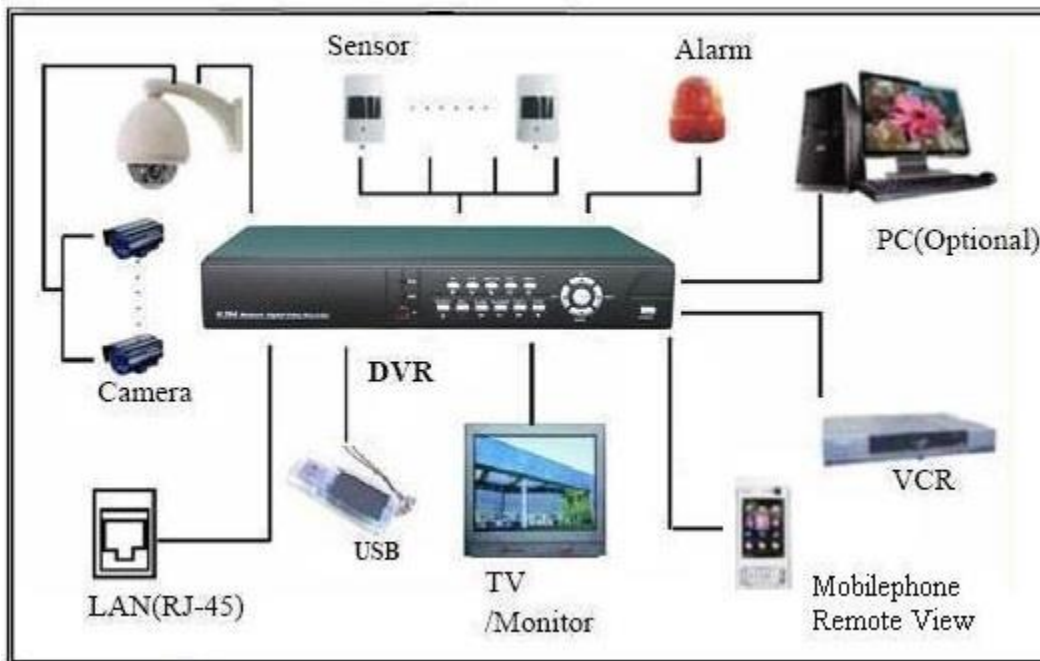 Sensor
Alarm
PC(Optional)
DVR
Camera
VCR
USB
LAN(RJ-45)
TV
/Monitor
Mobilephone
Remote View